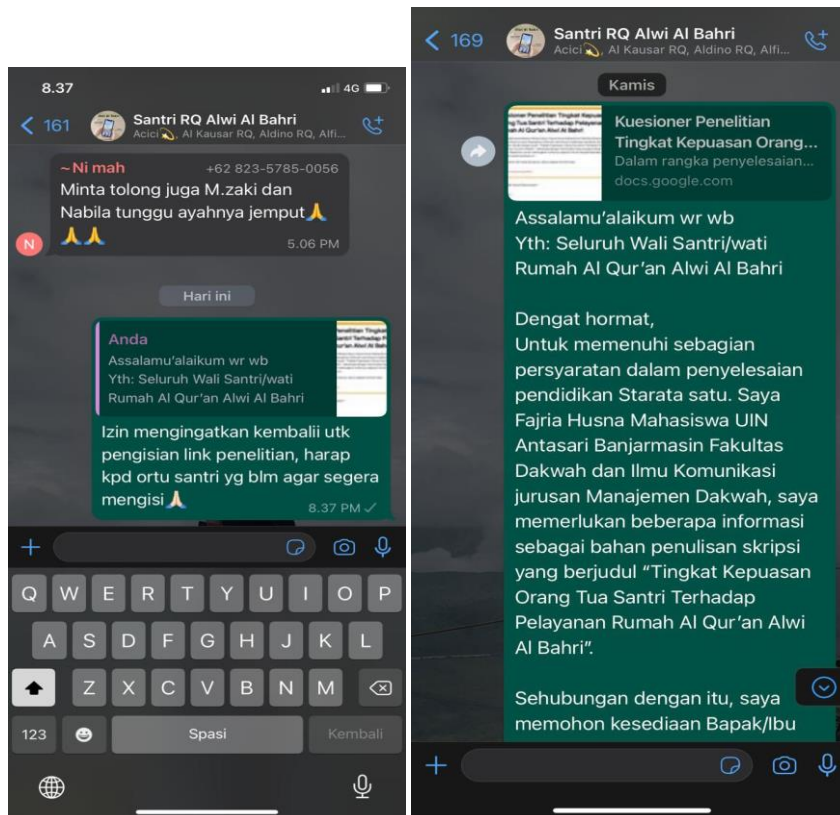 8.37
4G
161
Santri RQ Alwi Al Bahri
Acici💫, Al Kausar RQ, Aldino RQ, Alfi...
~Ni mah +62 823-5785-0056
Minta tolong juga M.zaki dan
Nabila tunggu ayahnya jemput🙏
🙏🙏
5.06 PM
N
Hari ini
Anda
Assalamu'alaikum wr wb
Yth: Seluruh Wali Santri/wati
Rumah Al Qur'an Alwi Al Bahri
Izin mengingatkan kembalii utk
pengisian link penelitian, harap
kpd ortu santri yg blm agar segera
mengisi🙏🏻
8.37 PM ✓
Q W E R T Y U I O P
A S D F G H J K L
Z X C V B N M
123 Spasi Kembali
169
Santri RQ Alwi Al Bahri
Acici💫, Al Kausar RQ, Aldino RQ, Alfi...
Kamis
Kuesioner Penelitian
Tingkat Kepuasan Orang...
Dalam rangka penyelesaian...
docs.google.com
Assalamu'alaikum wr wb
Yth: Seluruh Wali Santri/wati
Rumah Al Qur'an Alwi Al Bahri
Dengat hormat,
Untuk memenuhi sebagian
persyaratan dalam penyelesaian
pendidikan Starata satu. Saya
Fajria Husna Mahasiswa UIN
Antasari Banjarmasin Fakultas
Dakwah dan Ilmu Komunikasi
jurusan Manajemen Dakwah, saya
memerlukan beberapa informasi
sebagai bahan penulisan skripsi
yang berjudul "Tingkat Kepuasan
Orang Tua Santri Terhadap
Pelayanan Rumah Al Qur'an Alwi
Al Bahri".
Sehubungan dengan itu, saya
memohon kesediaan Bapak/Ibu